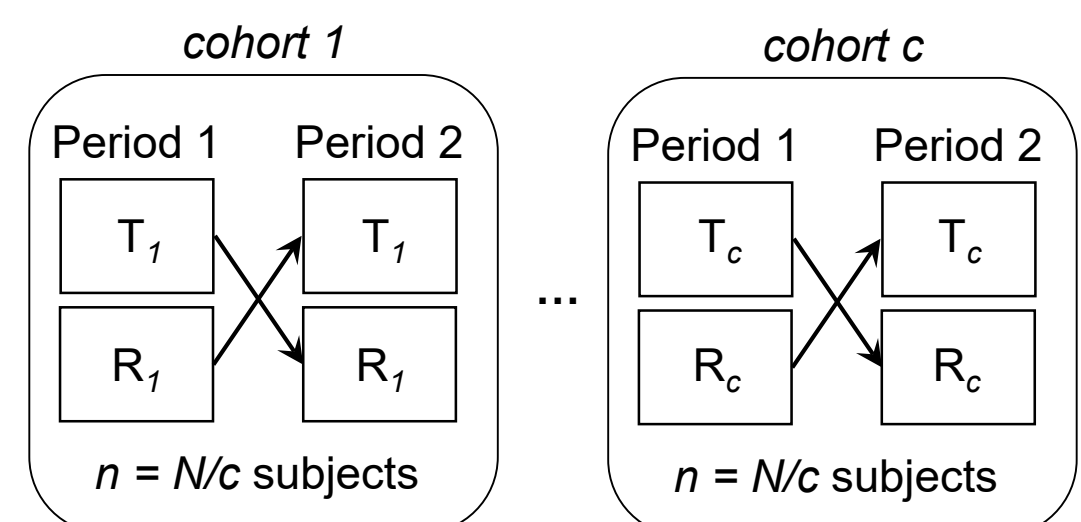 cohort 1
Period 1 Period 2
T1 T1
R1 R1
n = N/c subjects
...
cohort c
Period 1 Period 2
Tc Tc
Rc Rc
n = N/c subjects